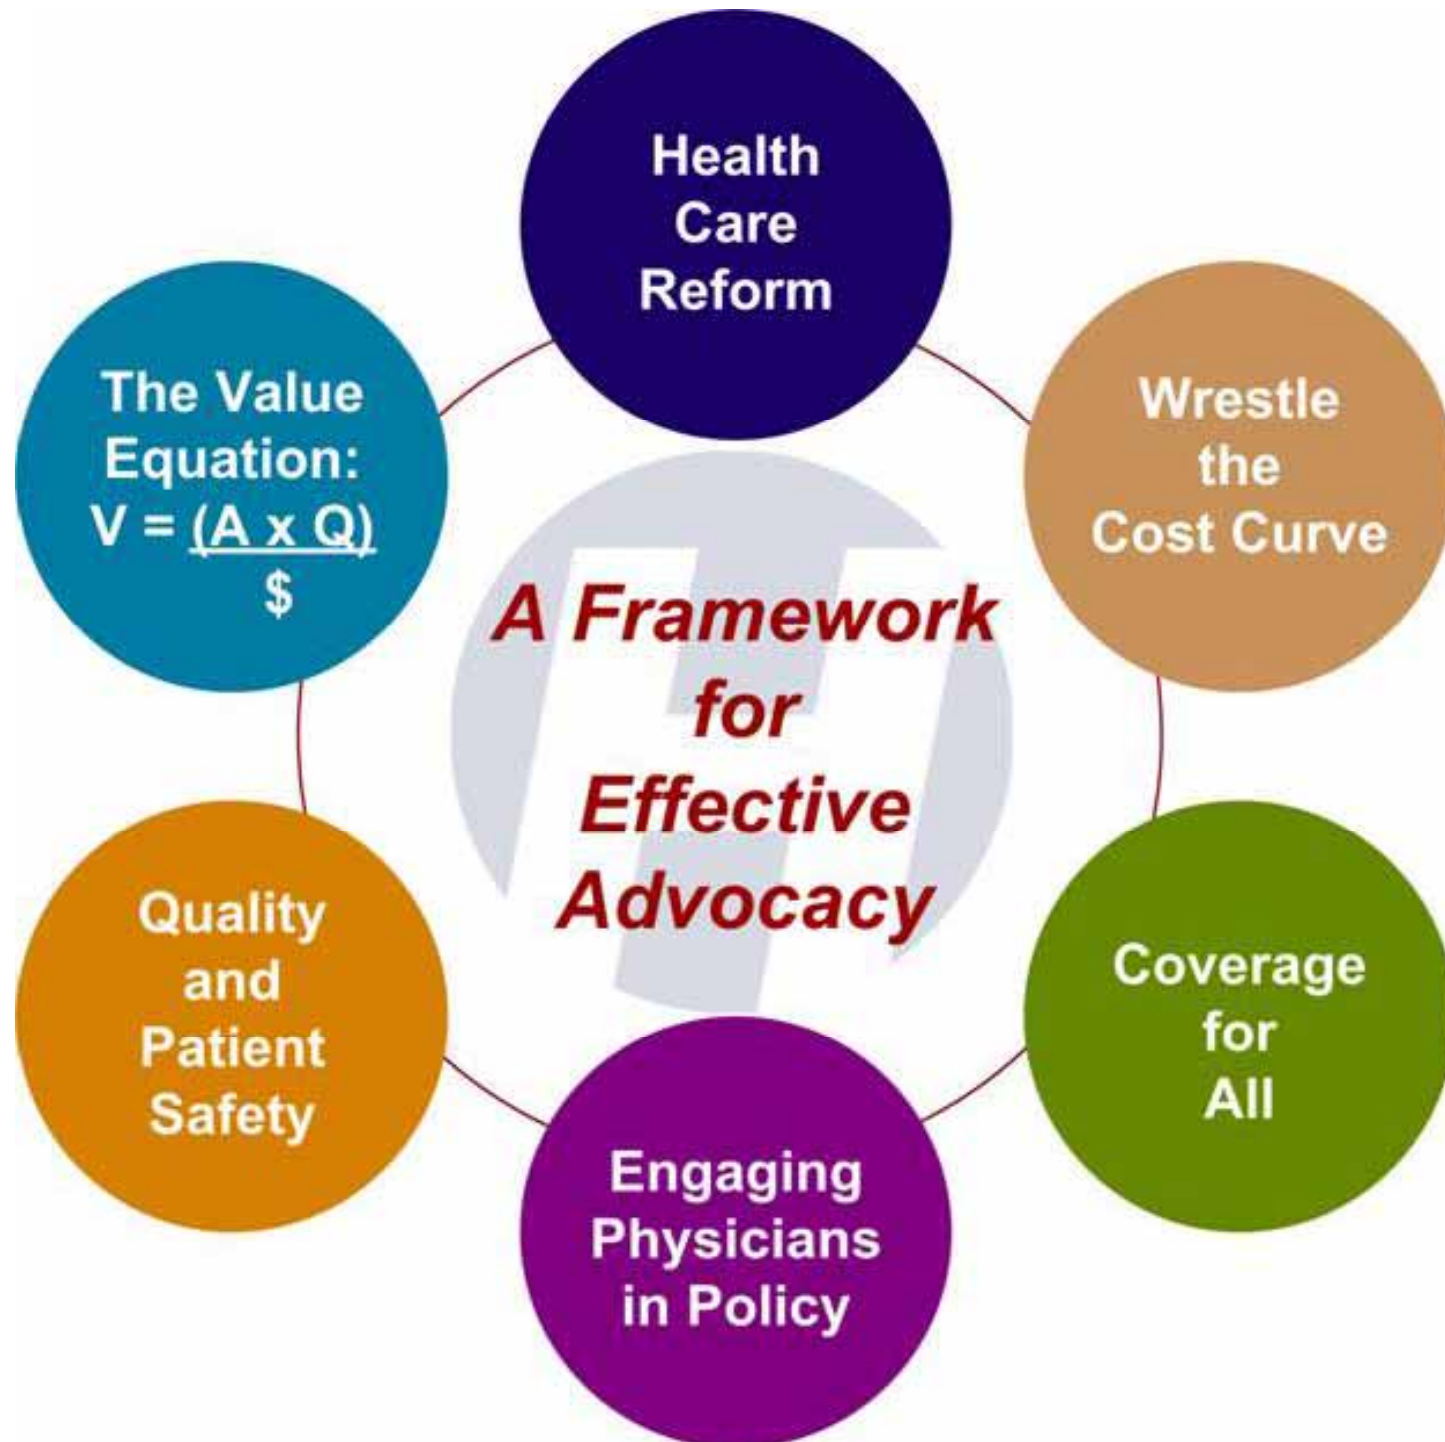 Health
Care
Reform
Wrestle
the
Cost Curve
Coverage
for
All
Engaging
Physicians
in Policy
Quality
and
Patient
Safety
The Value
Equation:
V = (A x Q)
$
A Framework
for
Effective
Advocacy